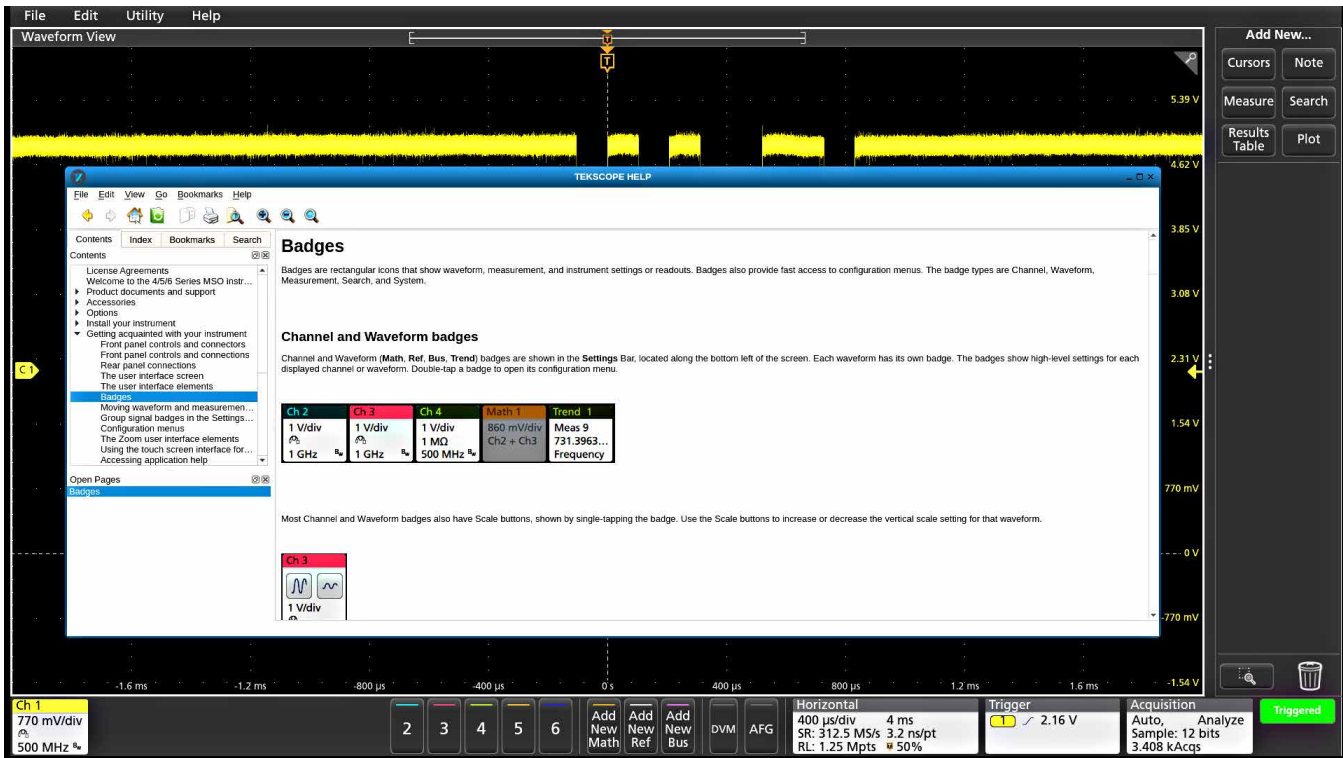 File Edit Utility Help
Waveform View
T
T
5.39 V
4.62 V
3.85 V
3.08 V
2.31 V
1.54 V
770 mV
0 V
-770 mV
-1.54 V
C 1
-1.6 ms -1.2 ms -800 µs -400 µs 0 s 400 µs 800 µs 1.2 ms 1.6 ms
TEKSCOPE HELP
File Edit View Go Bookmarks Help
Contents Index Bookmarks Search
Contents
License Agreements
Welcome to the 4/5/6 Series MSO instr...
Product documents and support
Accessories
Options
Install your instrument
Getting acquainted with your instrument
Front panel controls and connectors
Front panel controls and connections
Rear panel connections
The user interface screen
The user interface elements
Badges
Moving waveform and measuremen...
Group signal badges in the Settings...
Configuration menus
The Zoom user interface elements
Using the touch screen interface for...
Accessing application help
Open Pages
Badges
Badges
Badges are rectangular icons that show waveform, measurement, and instrument settings or readouts. Badges also provide fast access to configuration menus. The badge types are Channel, Waveform,
Measurement, Search, and System.
Channel and Waveform badges
Channel and Waveform (Math, Ref, Bus, Trend) badges are shown in the Settings Bar, located along the bottom left of the screen. Each waveform has its own badge. The badges show high-level settings for each
displayed channel or waveform. Double-tap a badge to open its configuration menu.
Ch 2 Ch 3 Ch 4 Math 1 Trend 1
1 V/div 1 V/div 1 V/div 860 mV/div Meas 9
1 MΩ Ch2 + Ch3 731.3963...
1 GHz Bw 1 GHz Bw 500 MHz Bw Frequency
Most Channel and Waveform badges also have Scale buttons, shown by single-tapping the badge. Use the Scale buttons to increase or decrease the vertical scale setting for that waveform.
Ch 3
1 V/div
Add New...
Cursors Note
Measure Search
Results
Table
Plot
Ch 1
770 mV/div
500 MHz Bw
2 3 4 5 6
Add
New
Math
Add
New
Ref
Add
New
Bus
DVM AFG
Horizontal
400 µs/div 4 ms
SR: 312.5 MS/s 3.2 ns/pt
RL: 1.25 Mpts 50%
Trigger
1 2.16 V
Acquisition
Auto, Analyze
Sample: 12 bits
3.408 kAcqs
Triggered